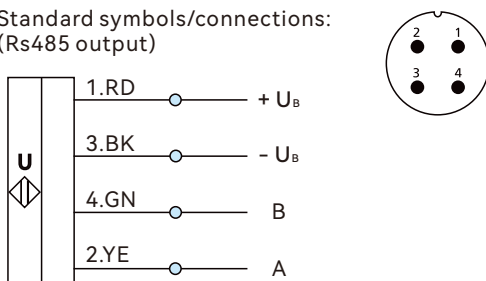 Standard symbols/connections:
(Rs485 output)
2 1
3 4
1.RD
+ UB
3.BK
- UB
U
4.GN
B
2.YE
A